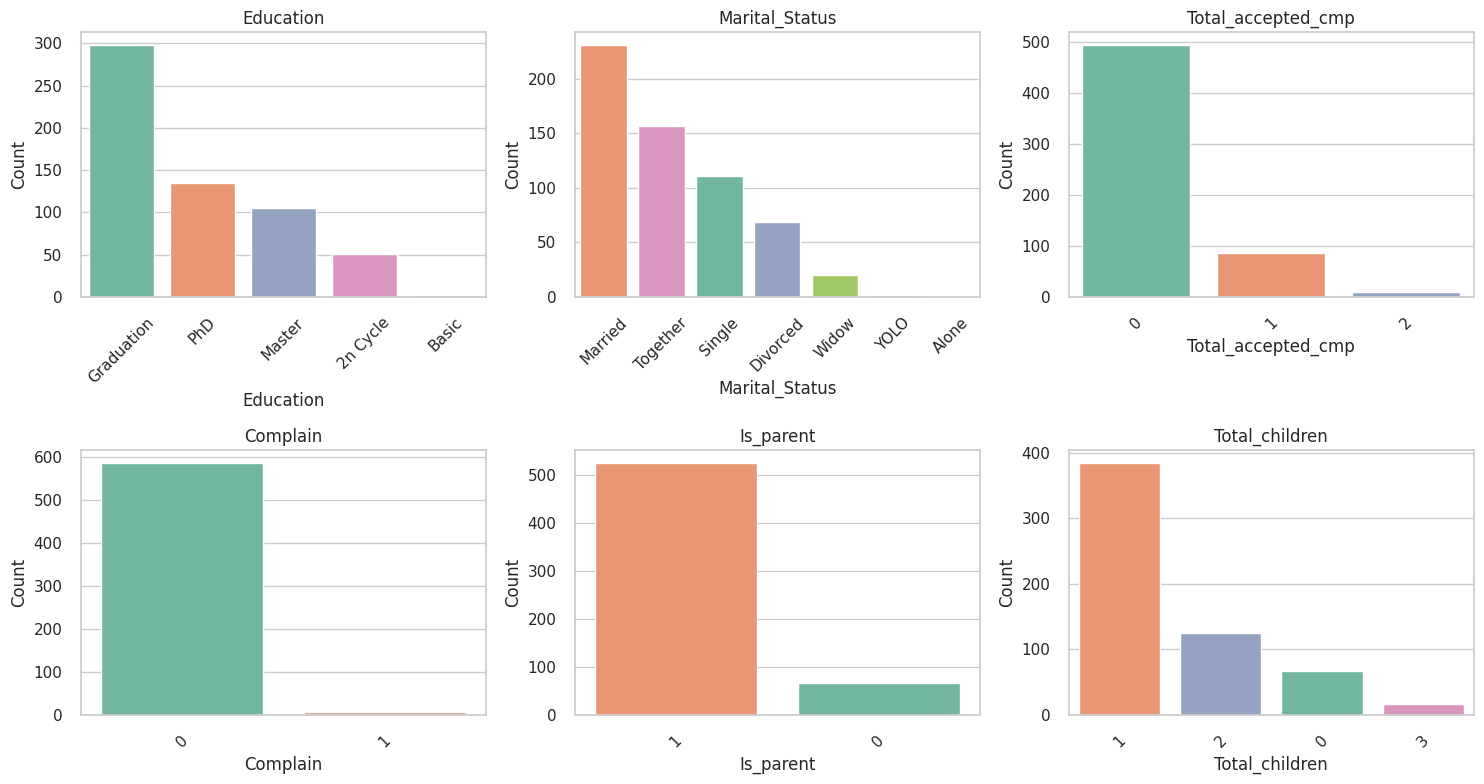 Education
Count
300
250
200
150
100
50
0
Graduation
PhD
Master
2n Cycle
Basic
Education
Marital_Status
Count
200
150
100
50
0
Married
Together
Single
Divorced
Widow
YOLO
Alone
Marital_Status
Total_accepted_cmp
Count
500
400
300
200
100
0
0
1
2
Total_accepted_cmp
Complain
Count
600
500
400
300
200
100
0
0
1
Complain
Is_parent
Count
500
400
300
200
100
0
1
0
Is_parent
Total_children
Count
400
300
200
100
0
1
2
0
3
Total_children